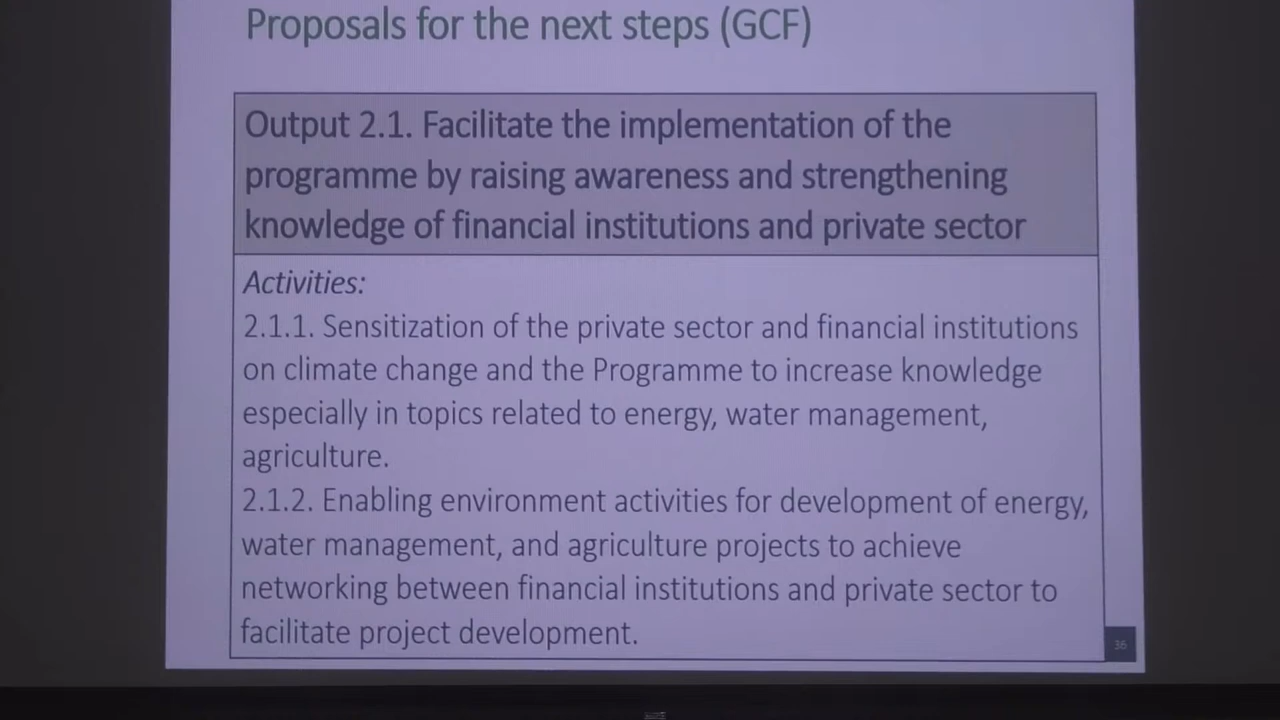 Proposals for the next steps (GCF)
Output 2.1. Facilitate the implementation of the
programme by raising awareness and strengthening
knowledge of financial institutions and private sector
Activities:
2.1.1. Sensitization of the private sector and financial institutions
on climate change and the Programme to increase knowledge
especially in topics related to energy, water management,
agriculture.
2.1.2. Enabling environment activities for development of energy,
water management, and agriculture projects to achieve
networking between financial institutions and private sector to
facilitate project development.
36